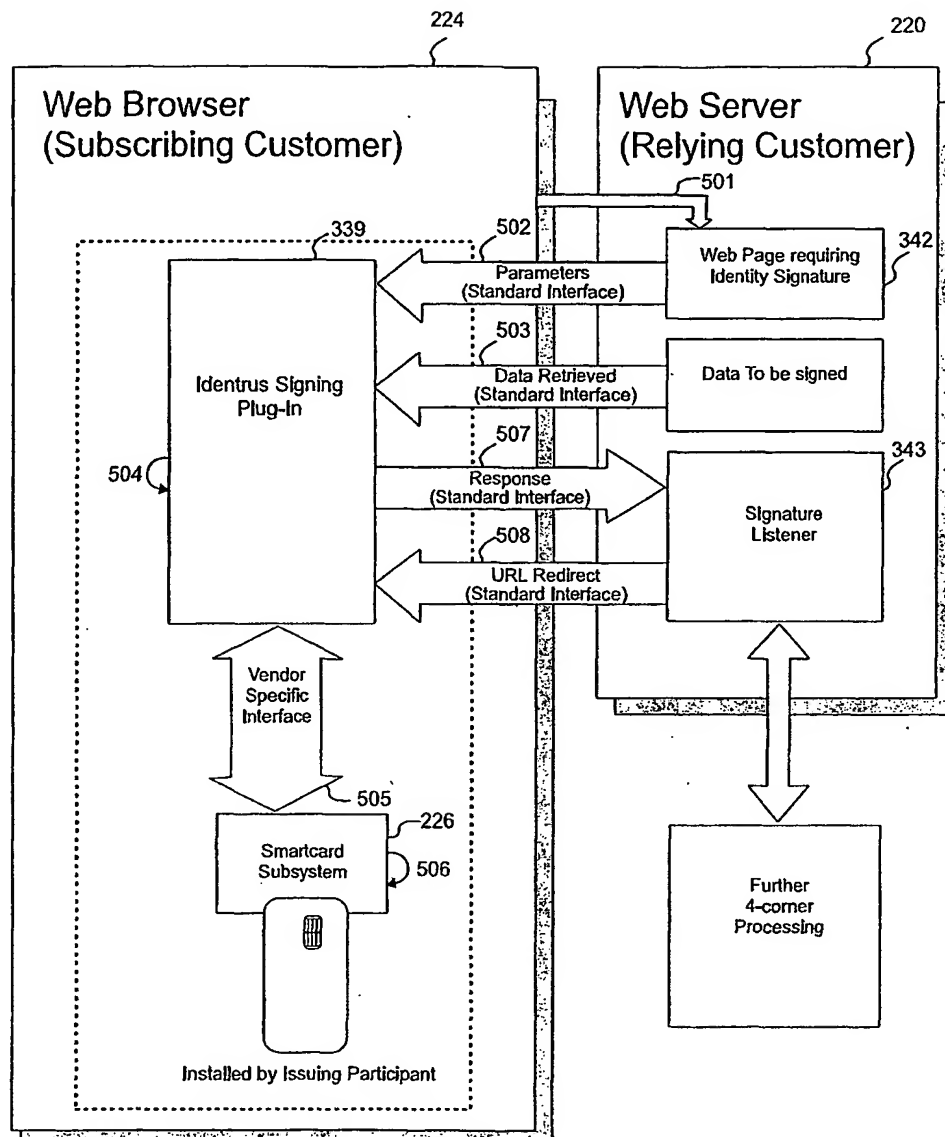 224
220
Web Browser
(Subscribing Customer)
Web Server
(Relying Customer)
501
339
502
342
Web Page requiring
Identity Signature
Parameters
(Standard Interface)
503
Data Retrieved
(Standard Interface)
Data To be signed
Identrus Signing
Plug-In
507
343
504
Response
(Standard Interface)
Signature
Listener
508
URL Redirect
(Standard Interface)
Vendor
Specific
Interface
505
226
Smartcard
Subsystem
506
Further
4-corner
Processing
Installed by Issuing Participant